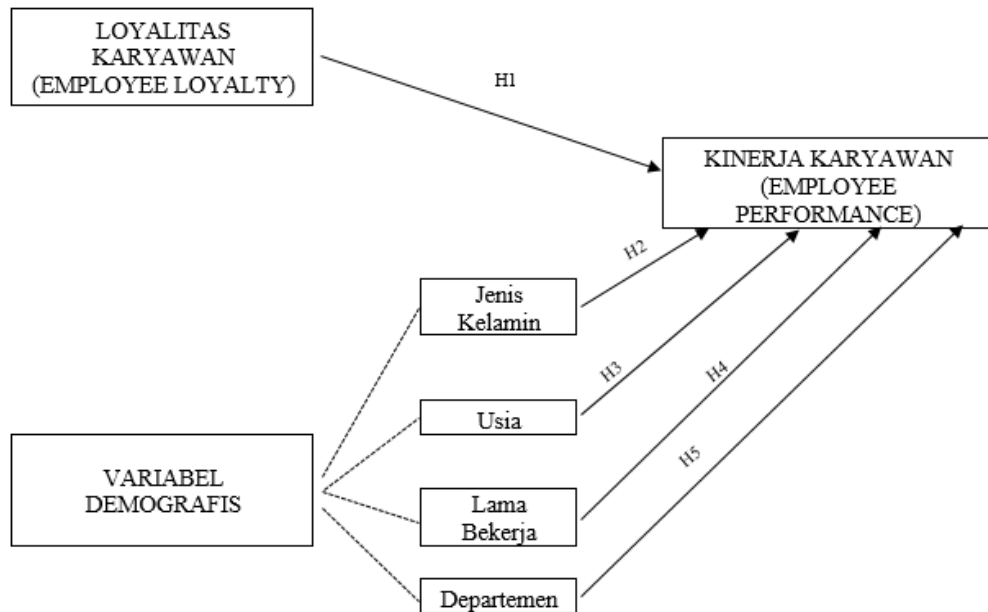 LOYALITAS
KARYAWAN
(EMPLOYEE LOYALTY)
H1
KINERJA KARYAWAN
(EMPLOYEE
PERFORMANCE)
H2
Jenis
Kelamin
H3
H4
Usia
H5
VARIABEL
DEMOGRAFIS
Lama
Bekerja
Departemen